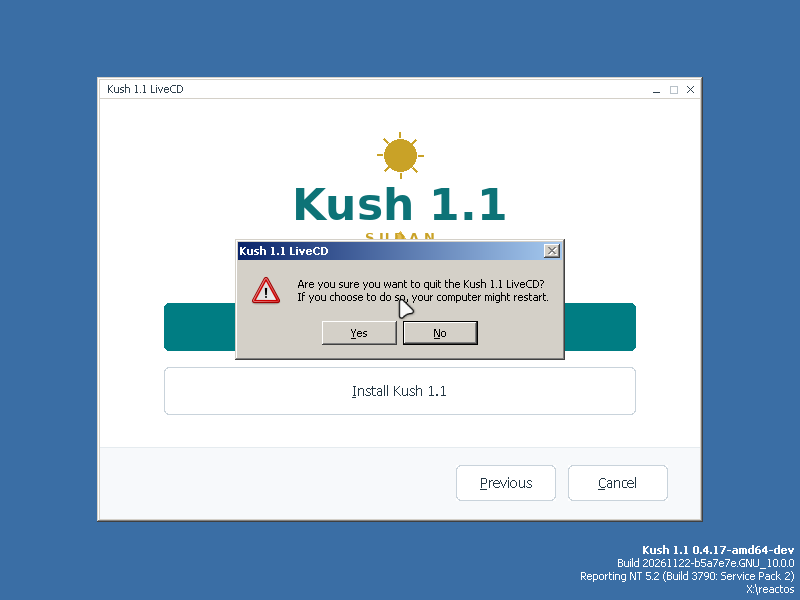 Kush 1.1 LiveCD
Kush 1.1
SUDAN
Kush 1.1 LiveCD
Are you sure you want to quit the Kush 1.1 LiveCD?
If you choose to do so, your computer might restart.
Yes
No
Install Kush 1.1
Previous
Cancel
Kush 1.1 0.4.17-amd64-dev
Build 20261122-b5a7e7e.GNU_10.0.0
Reporting NT 5.2 (Build 3790: Service Pack 2)
X:\reactos